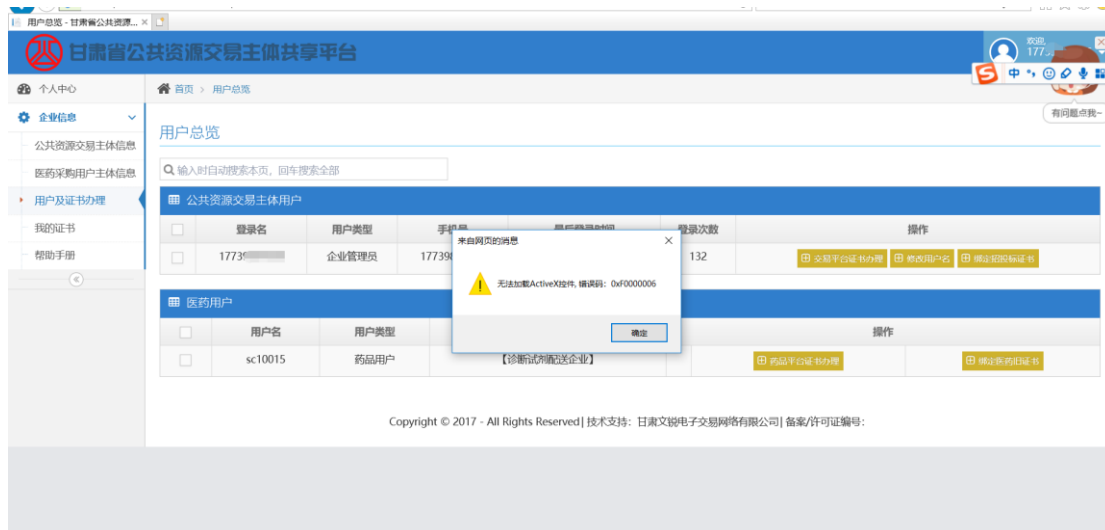 用户总览 - 甘肃省公共资源...
甘肃省公共资源交易主体共享平台
欢迎,
177
中
个人中心
首页 > 用户总览
有问题点我~
企业信息
公共资源交易主体信息
医药采购用户主体信息
用户及证书办理
我的证书
帮助手册
用户总览
输入时自动搜索本页，回车搜索全部
公共资源交易主体用户
登录名 用户类型 手机号 最后登录时间 登录次数 操作
1773 企业管理员 17739 132 交易平台证书办理 修改用户名 绑定招投标证书
来自网页的消息
无法加载ActiveX控件, 错误码：0xF0000006
确定
医药用户
用户名 用户类型 操作
sc10015 药品用户 【诊断试剂配送企业】 药品平台证书办理 绑定医药旧证书
Copyright © 2017 - All Rights Reserved| 技术支持：甘肃文锐电子交易网络有限公司| 备案/许可证编号：